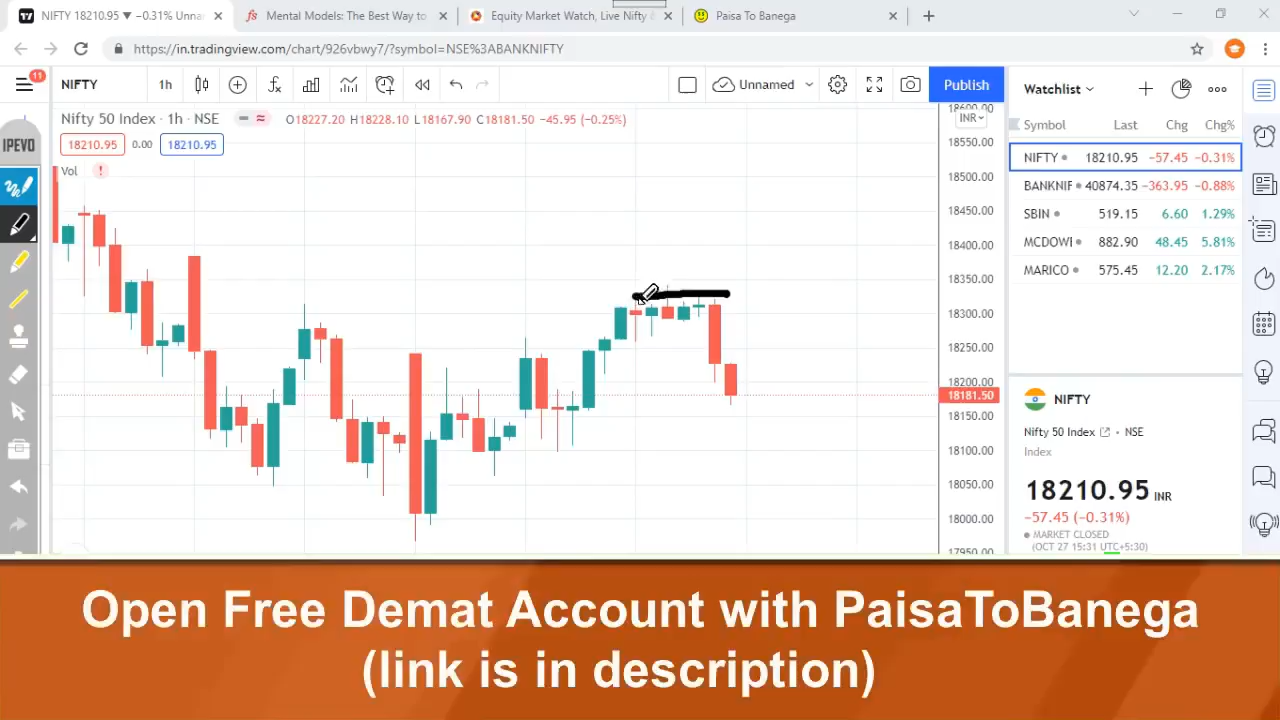 NIFTY 18210.95 ▼ −0.31% Unna
Mental Models: The Best Way to
Equity Market Watch, Live Nifty
Paisa To Banega
https://in.tradingview.com/chart/926vbwy7/?symbol=NSE%3ABANKNIFTY
11
NIFTY
1h
Unnamed
Publish
Watchlist
IPEVO
Nifty 50 Index · 1h · NSE
O18227.20 H18228.10 L18167.90 C18181.50 −45.95 (−0.25%)
18210.95 0.00 18210.95
Vol
18600.00
INR
18550.00
18500.00
18450.00
18400.00
18350.00
18300.00
18250.00
18200.00
18181.50
18150.00
18100.00
18050.00
18000.00
17950.00
Symbol Last Chg Chg%
NIFTY 18210.95 −57.45 −0.31%
BANKNIF 40874.35 −363.95 −0.88%
SBIN 519.15 6.60 1.29%
MCDOWI 882.90 48.45 5.81%
MARICO 575.45 12.20 2.17%
NIFTY
Nifty 50 Index • NSE
Index
18210.95 INR
−57.45 (−0.31%)
MARKET CLOSED
(OCT 27 15:31 UTC+5:30)
Open Free Demat Account with PaisaToBanega
(link is in description)